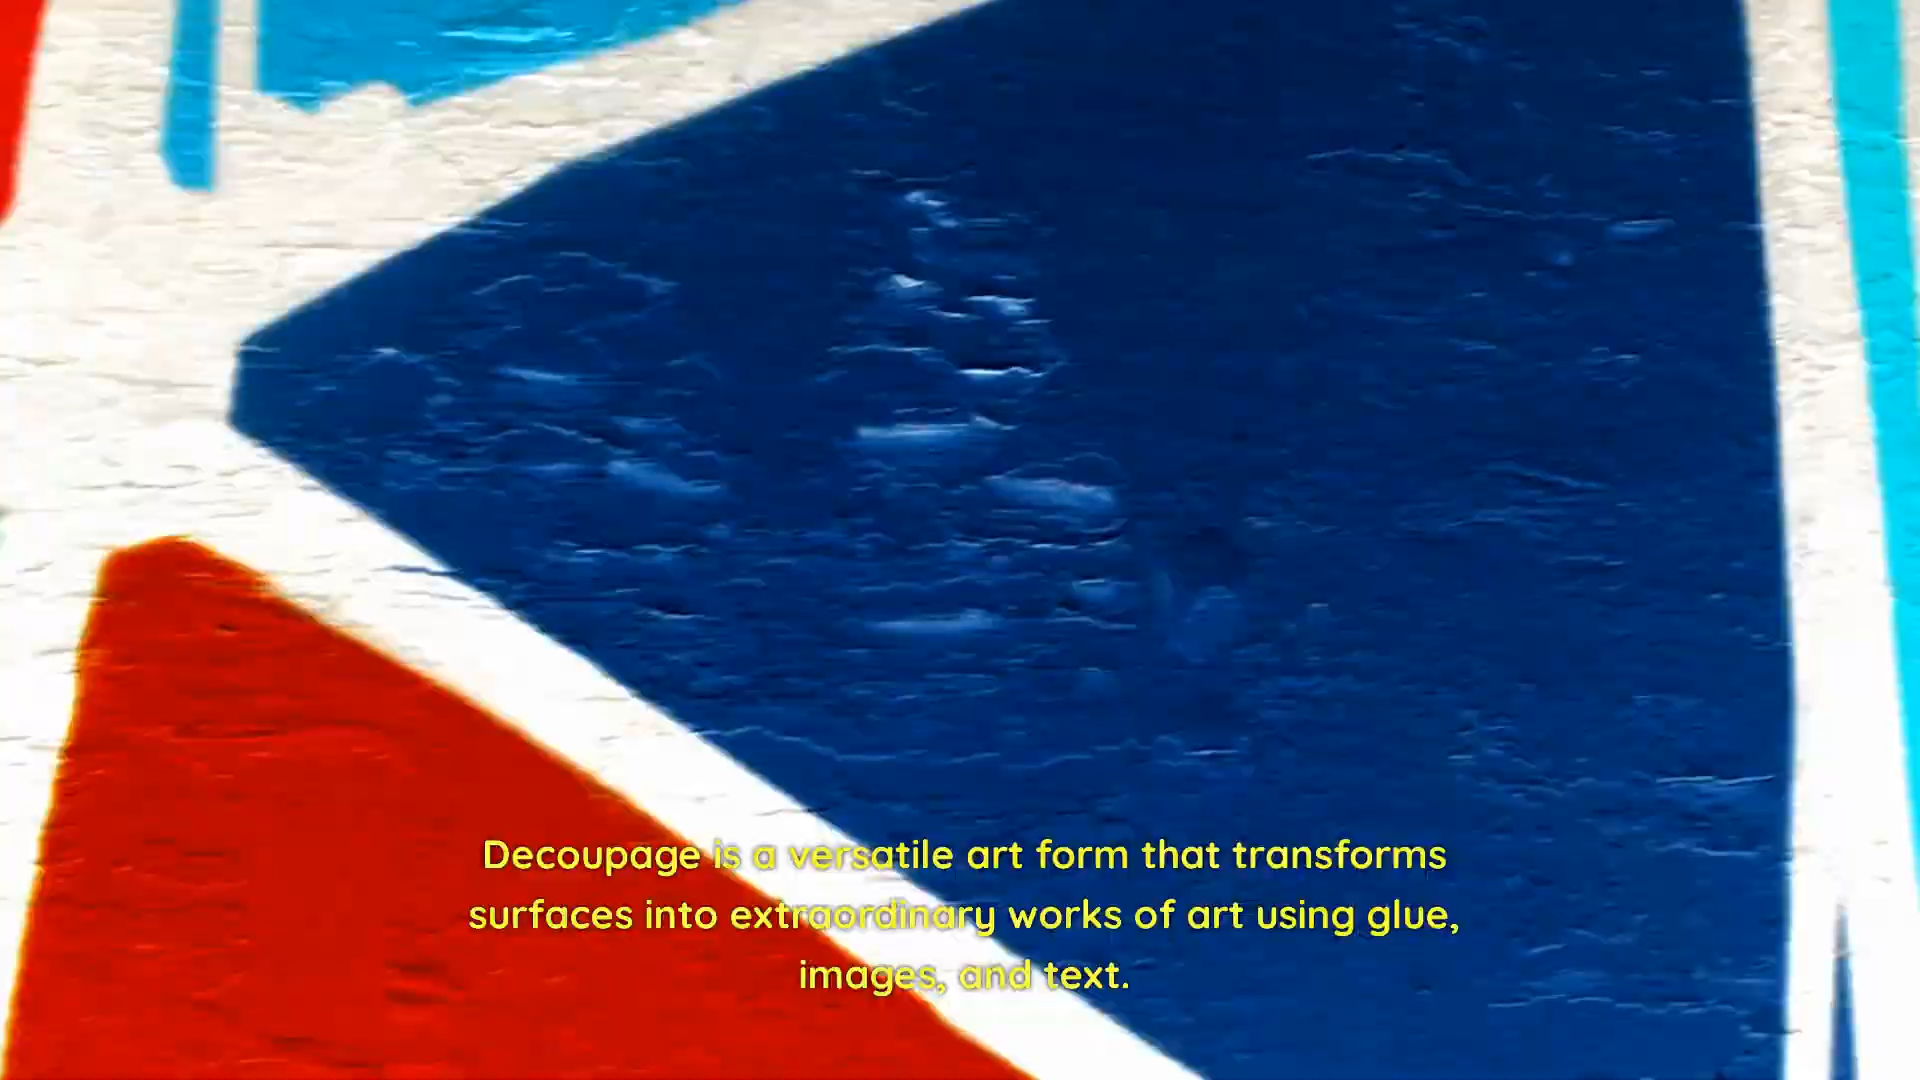 Decoupage is a versatile art form that transforms
surfaces into extraordinary works of art using glue,
images, and text.